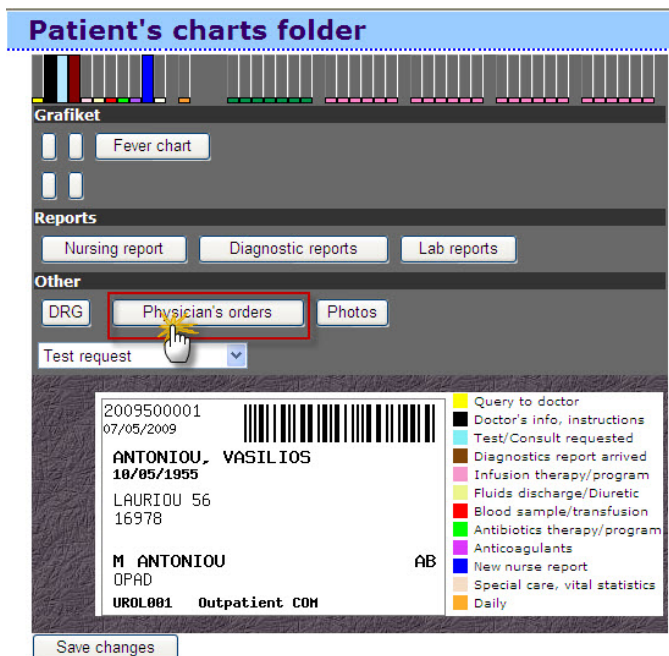 Patient's charts folder
Grafiket
Fever chart
Reports
Nursing report Diagnostic reports Lab reports
Other
DRG Physician's orders Photos
Test request
2009500001
07/05/2009
ANTONIOU, VASILIOS
10/05/1955
LAURIOU 56
16978
M ANTONIOU AB
OPAD
UROL001 Outpatient COM
Query to doctor
Doctor's info, instructions
Test/Consult requested
Diagnostics report arrived
Infusion therapy/program
Fluids discharge/Diuretic
Blood sample/transfusion
Antibiotics therapy/program
Anticoagulants
New nurse report
Special care, vital statistics
Daily
Save changes